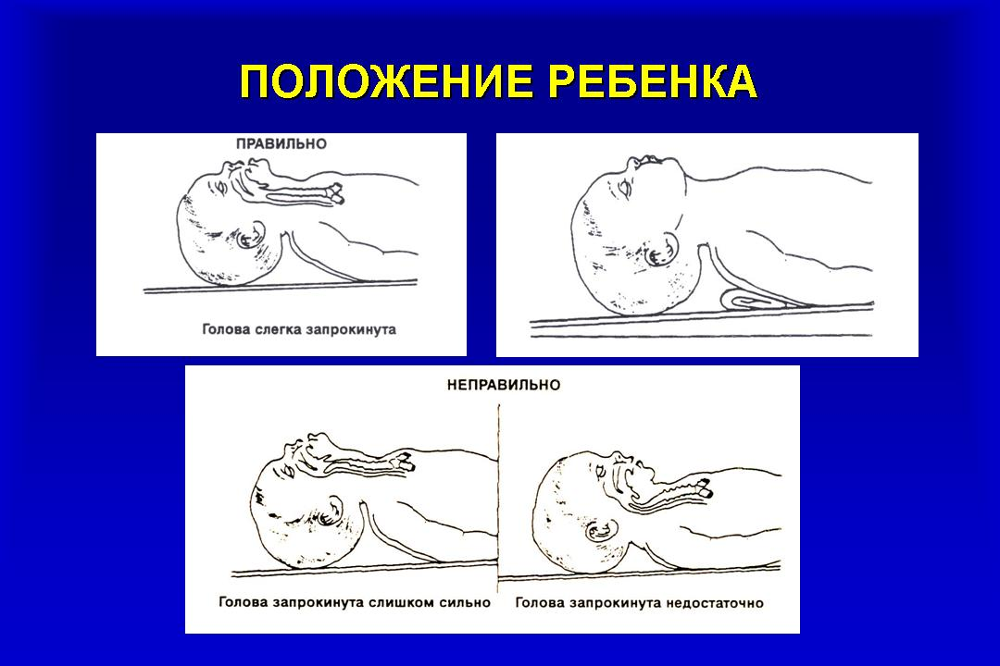 ПОЛОЖЕНИЕ РЕБЕНКА
ПРАВИЛЬНО
Голова слегка запрокинута
НЕПРАВИЛЬНО
Голова запрокинута слишком сильно
Голова запрокинута недостаточно